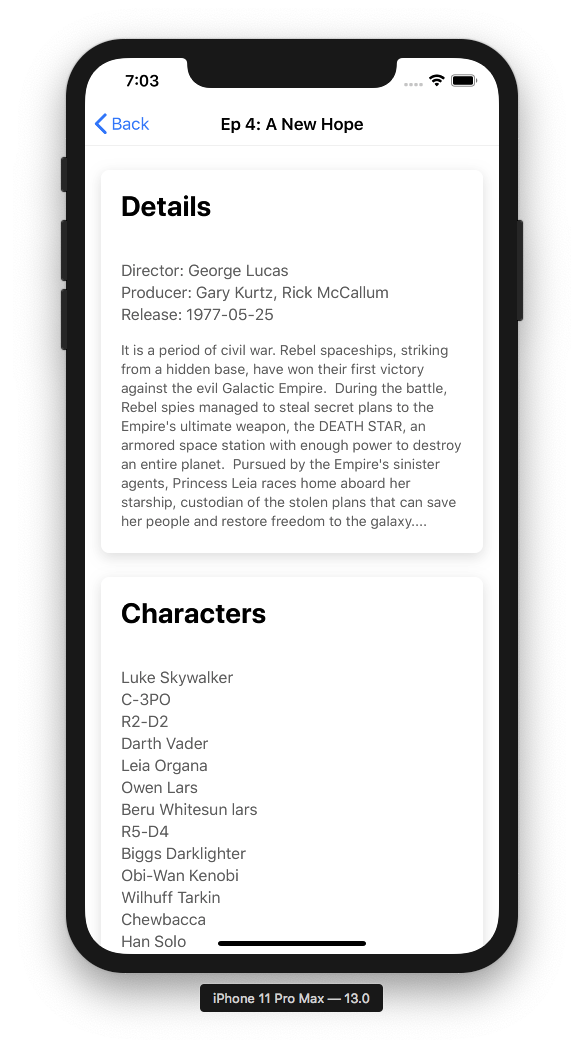 7:03
Back
Ep 4: A New Hope
Details
Director: George Lucas
Producer: Gary Kurtz, Rick McCallum
Release: 1977-05-25
It is a period of civil war. Rebel spaceships, striking
from a hidden base, have won their first victory
against the evil Galactic Empire.  During the battle,
Rebel spies managed to steal secret plans to the
Empire's ultimate weapon, the DEATH STAR, an
armored space station with enough power to destroy
an entire planet.  Pursued by the Empire's sinister
agents, Princess Leia races home aboard her
starship, custodian of the stolen plans that can save
her people and restore freedom to the galaxy....
Characters
Luke Skywalker
C-3PO
R2-D2
Darth Vader
Leia Organa
Owen Lars
Beru Whitesun lars
R5-D4
Biggs Darklighter
Obi-Wan Kenobi
Wilhuff Tarkin
Chewbacca
Han Solo
iPhone 11 Pro Max — 13.0